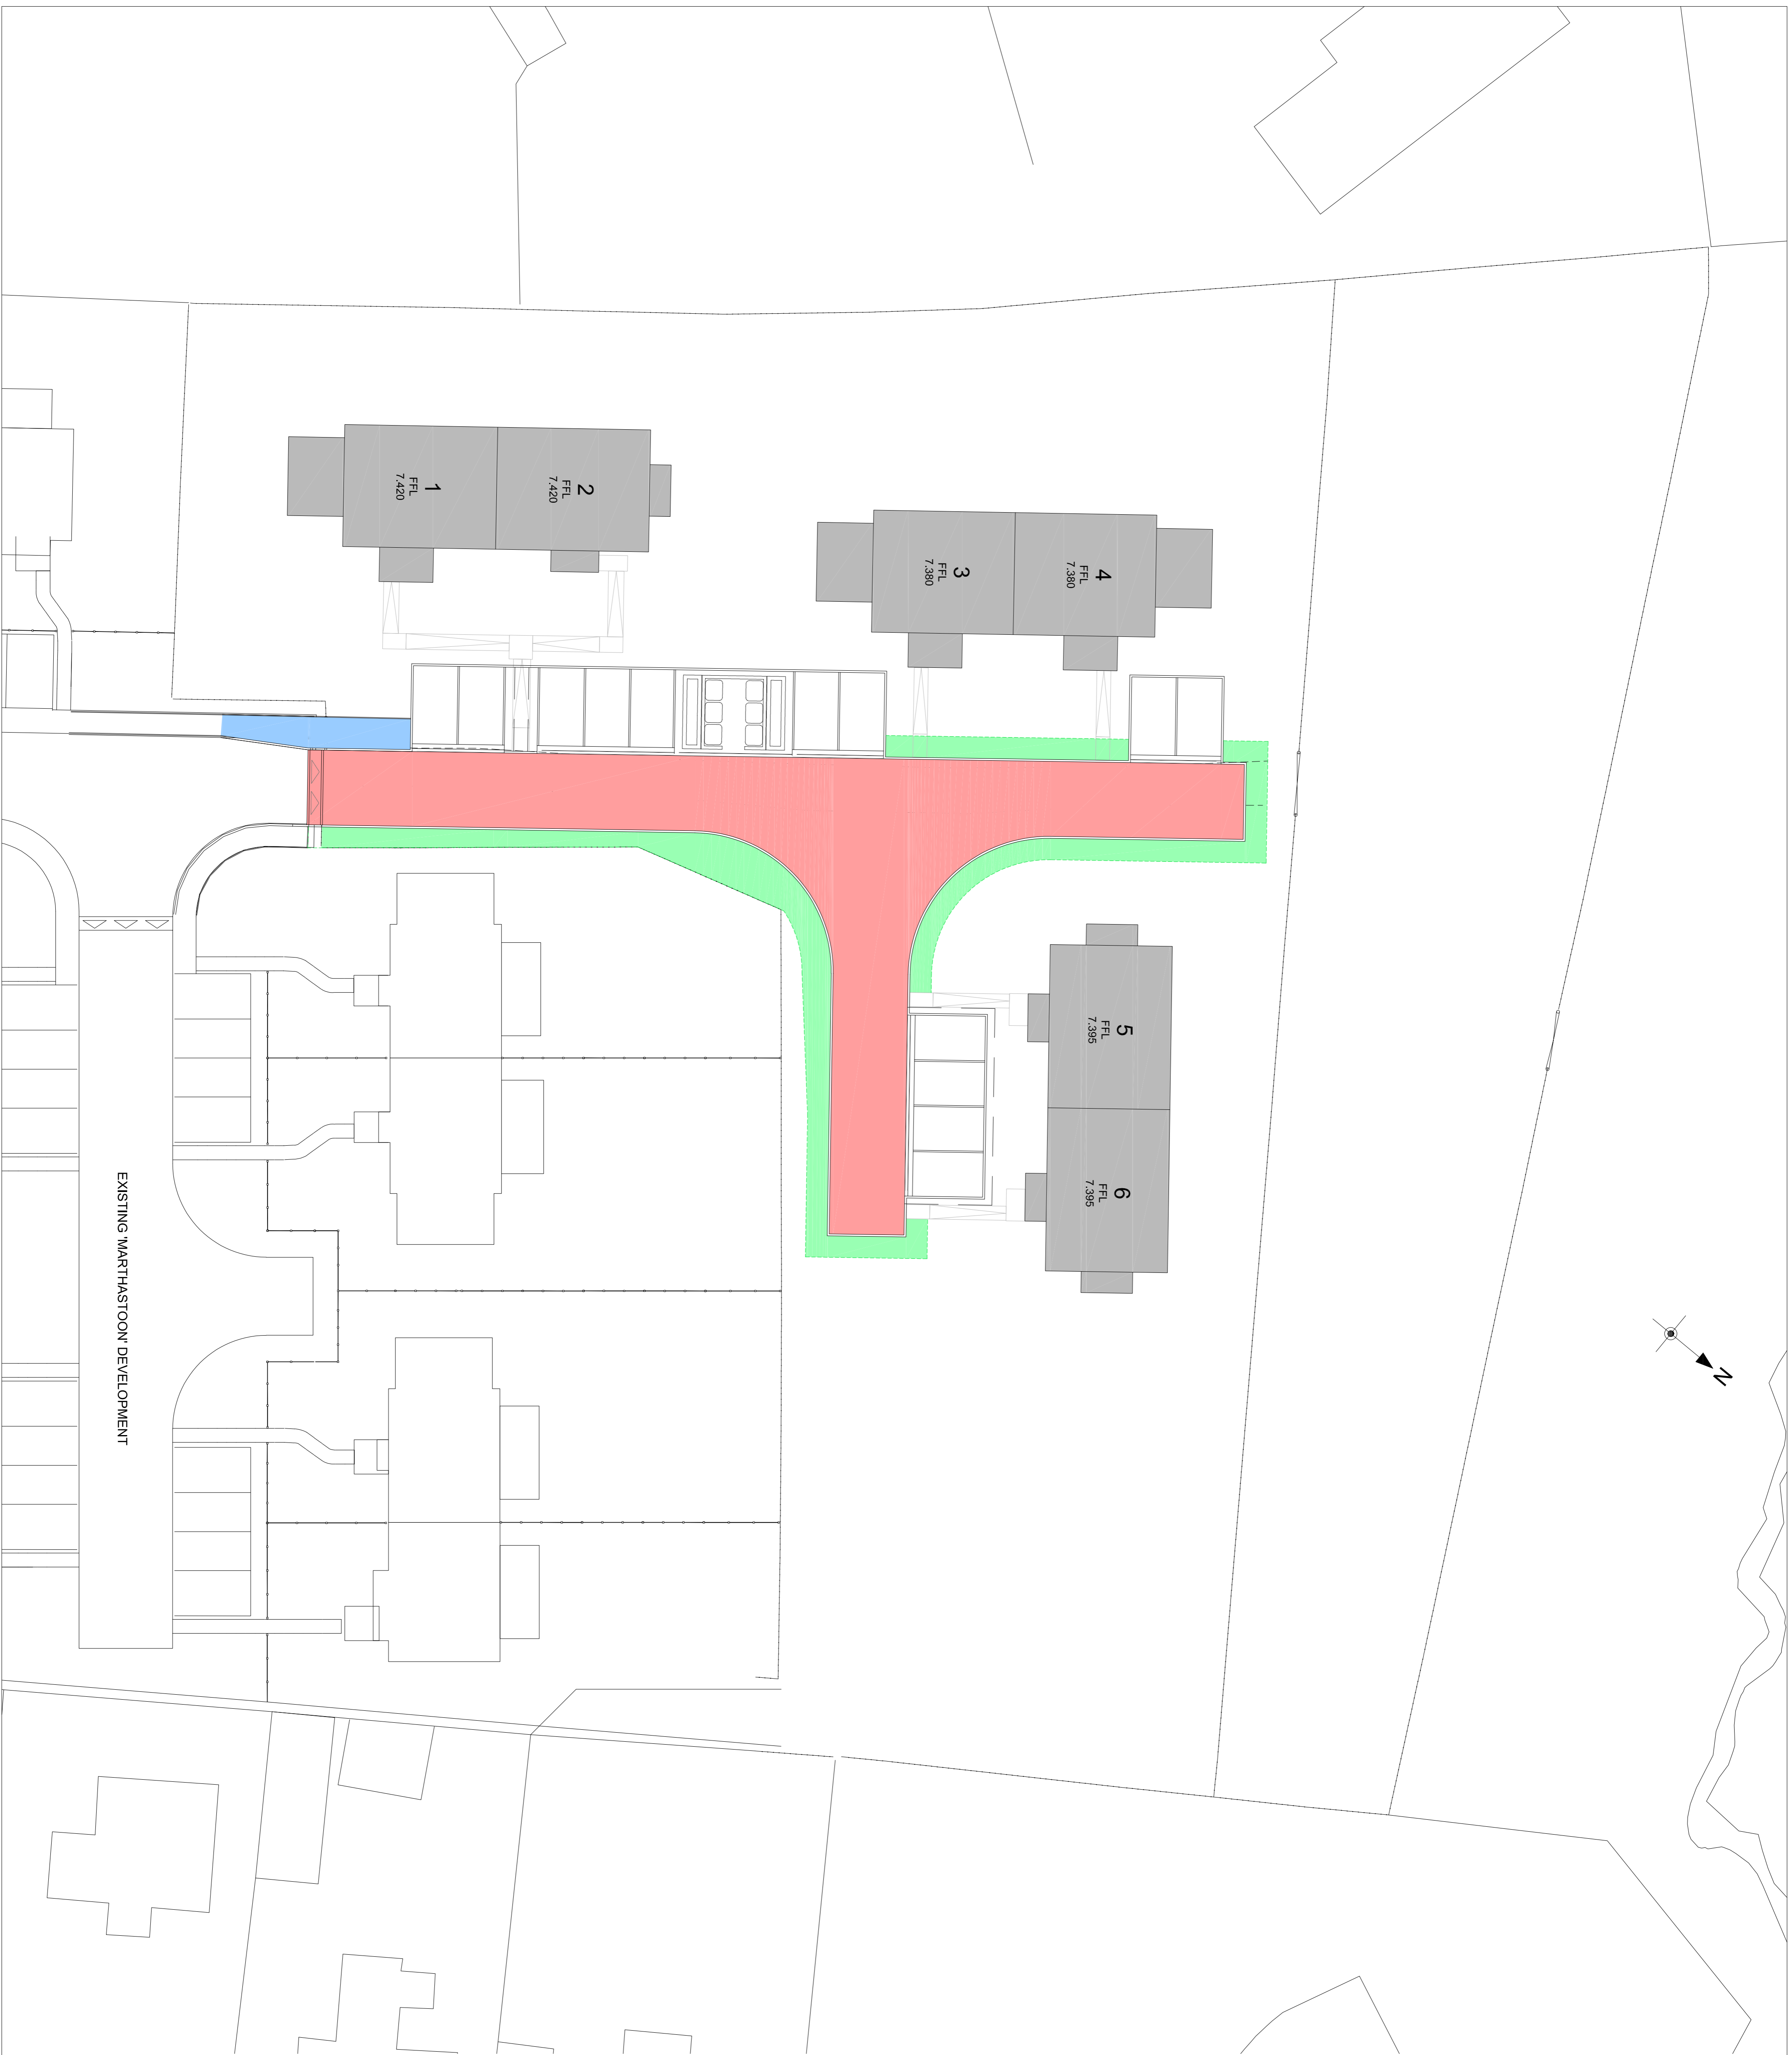 1
FFL
7.420
2
FFL
7.420
3
FFL
7.380
4
FFL
7.380
5
FFL
7.395
6
FFL
7.395
EXISTING 'MARTHASTOON' DEVELOPMENT
N